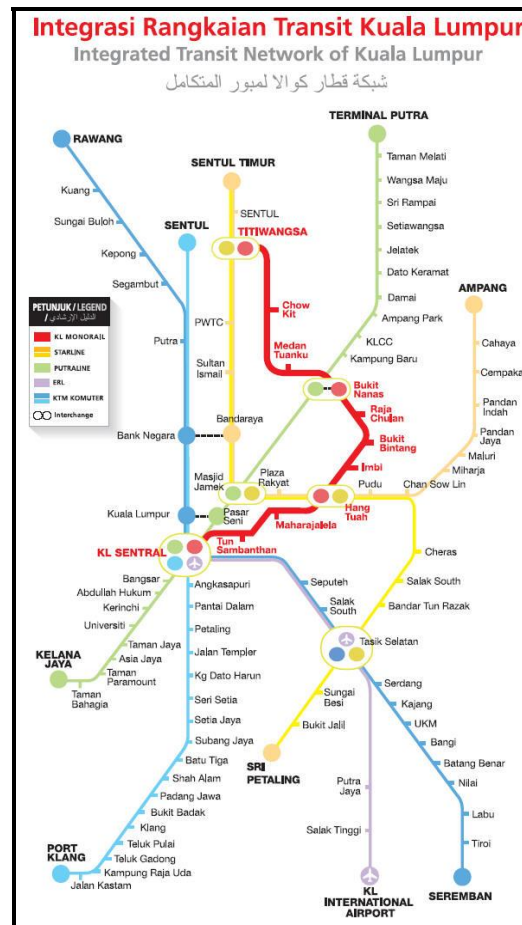 Integrasi Rangkaian Transit Kuala Lumpur
Integrated Transit Network of Kuala Lumpur
شبكة قطار كوالا لمبور المتكامل
TERMINAL PUTRA
RAWANG
Taman Melati
SENTUL TIMUR
Wangsa Maju
Kuang
SENTUL
Sri Rampai
Sungai Buloh
SENTUL
TITIWANGSA
Setiawangsa
Kepong
Jelatek
Segambut
Dato Keramat
Damai
AMPANG
PETUNJUK / LEGEND
/ الدليل الإرشادي
KL MONORAIL
STARLINE
PUTRALINE
ERL
KTM KOMUTER
Interchange
Chow
Kit
Ampang Park
PWTC
Putra
Medan
Tuanku
KLCC
Cahaya
Kampung Baru
Sultan
Ismail
Cempaka
Bukit
Nanas
Pandan
Indah
Raja
Chulan
Bandaraya
Bank Negara
Pandan
Jaya
Bukit
Bintang
Maluri
Miharja
Imbi
Masjid
Jamek
Plaza
Rakyat
Pudu
Chan Sow Lin
Kuala Lumpur
Pasar
Seni
Hang
Tuah
Maharajalela
Tun
Sambanthan
KL SENTRAL
Cheras
Bangsar
Angkasapuri
Seputeh
Salak South
Abdullah Hukum
Pantai Dalam
Salak
South
Bandar Tun Razak
Kerinchi
Petaling
Universiti
Jalan Templer
Tasik Selatan
Taman Jaya
Asia Jaya
Kg Dato Harun
KELANA
JAYA
Taman
Paramount
Taman
Bahagia
Seri Setia
Serdang
Kajang
Sungai
Besi
Setia Jaya
UKM
Bukit Jalil
Subang Jaya
Bangi
SRI
PETALING
Batu Tiga
Batang Benar
Shah Alam
Nilai
Putra
Jaya
Padang Jawa
Bukit Badak
Labu
Klang
Salak Tinggi
Teluk Pulai
Tiroi
PORT
KLANG
Teluk Gadong
Kampung Raja Uda
Jalan Kastam
KL
INTERNATIONAL
AIRPORT
SEREMBAN